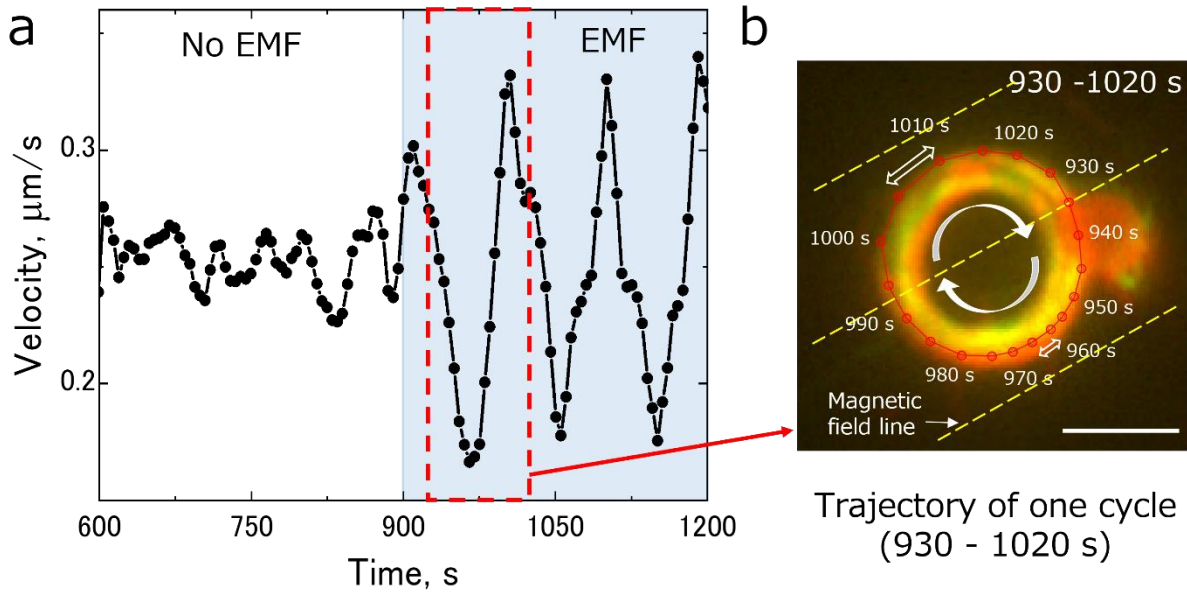 a
No EMF
EMF
Velocity, μm/s
0.3
0.2
600
750
900
1050
1200
Time, s
b
930 -1020 s
1010 s
1020 s
930 s
1000 s
940 s
990 s
950 s
960 s
980 s
970 s
Magnetic
field line
Trajectory of one cycle
(930 - 1020 s)